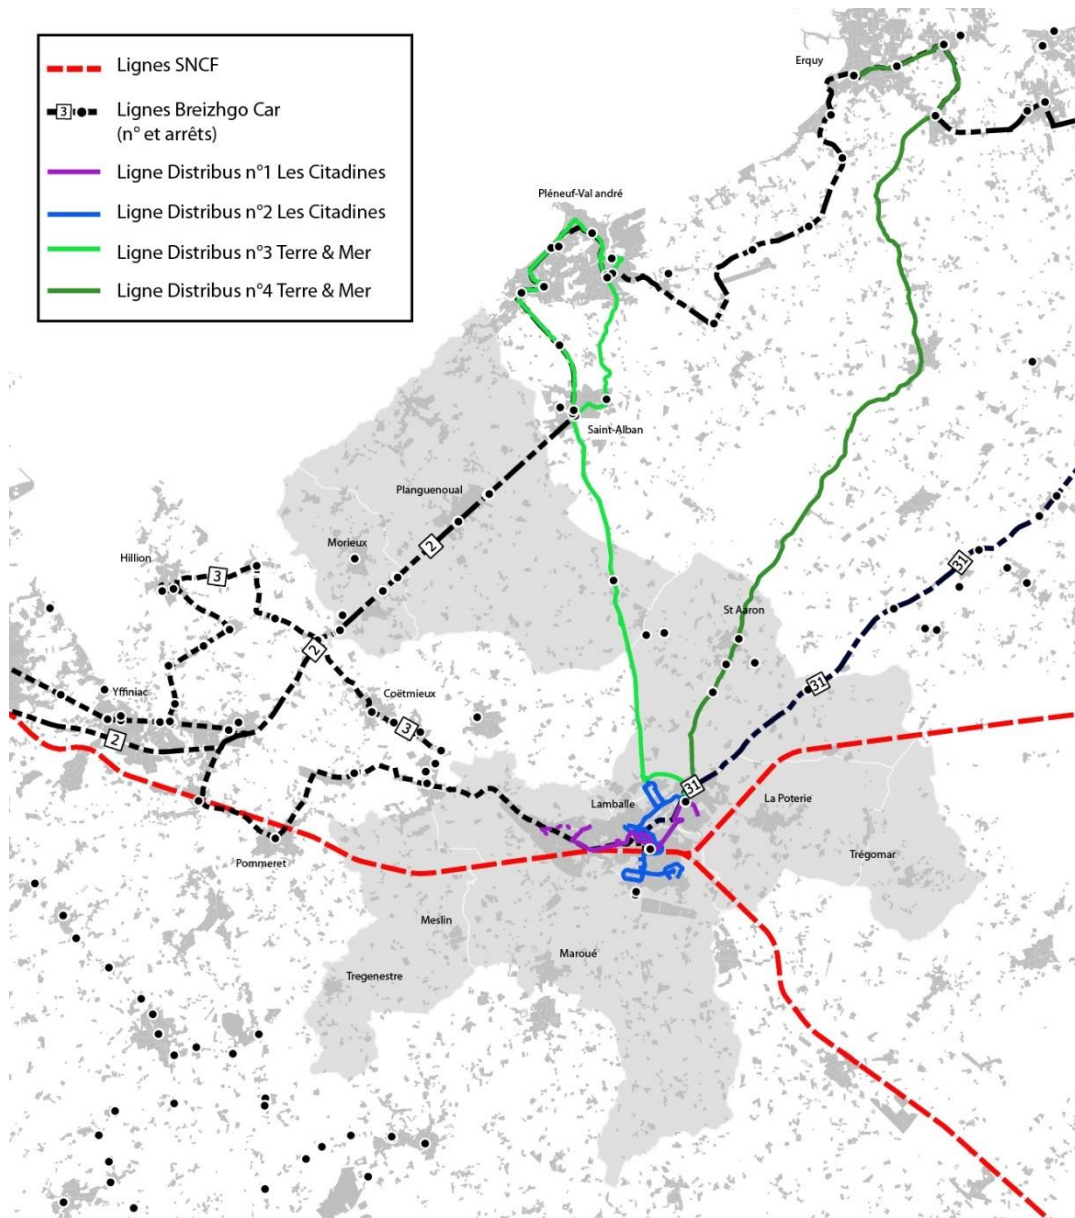 Lignes SNCF
3
Lignes Breizhgo Car
(n° et arrêts)
Ligne Distribus n°1 Les Citadines
Ligne Distribus n°2 Les Citadines
Ligne Distribus n°3 Terre & Mer
Ligne Distribus n°4 Terre & Mer
Erquy
Pléneuf-Val andré
Saint-Alban
Planguenoual
2
Morieux
Hillion
3
31
St Aaron
2
31
Yffiniac
Coëtmieux
3
2
31
Lamballe
La Poterie
Trégomar
Pommeret
Meslin
Maroué
Tregenestre